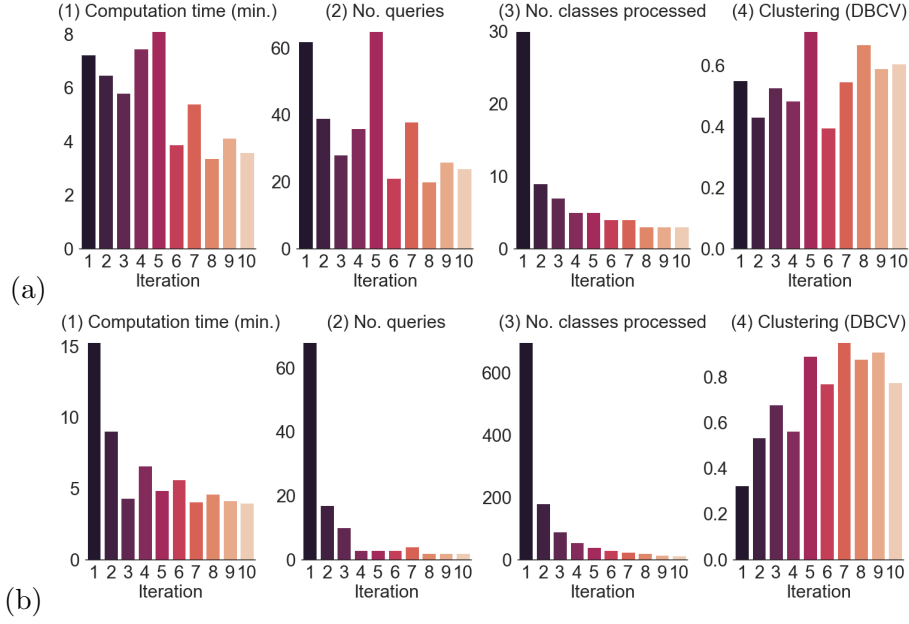 (1) Computation time (min.)
8
6
4
2
0
1 2 3 4 5 6 7 8 9 10
Iteration
(2) No. queries
60
40
20
0
1 2 3 4 5 6 7 8 9 10
Iteration
(3) No. classes processed
30
20
10
0
1 2 3 4 5 6 7 8 9 10
Iteration
(4) Clustering (DBCV)
0.6
0.4
0.2
0.0
1 2 3 4 5 6 7 8 9 10
Iteration
(a)
(1) Computation time (min.)
15
10
5
0
1 2 3 4 5 6 7 8 9 10
Iteration
(2) No. queries
60
40
20
0
1 2 3 4 5 6 7 8 9 10
Iteration
(3) No. classes processed
600
400
200
0
1 2 3 4 5 6 7 8 9 10
Iteration
(4) Clustering (DBCV)
0.8
0.6
0.4
0.2
0.0
1 2 3 4 5 6 7 8 9 10
Iteration
(b)